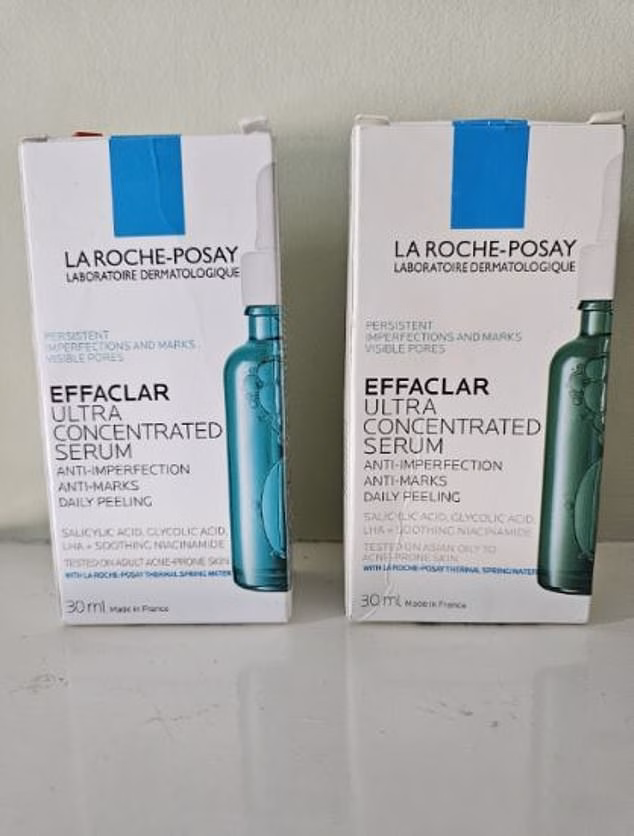 LA ROCHE-POSAY
LABORATOIRE DERMATOLOGIQUE
PERSISTENT
IMPERFECTIONS AND MARKS
VISIBLE PORES
EFFACLAR
ULTRA
CONCENTRATED
SERUM
ANTI-IMPERFECTION
ANTI-MARKS
DAILY PEELING
SALICYLIC ACID, GLYCOLIC ACID,
LHA + SOOTHING NIACINAMIDE
TESTED ON ADULT ACNE-PRONE SKIN
WITH LA ROCHE-POSAY THERMAL SPRING WATER
30 ml Made in France
LA ROCHE-POSAY
LABORATOIRE DERMATOLOGIQUE
PERSISTENT
IMPERFECTIONS AND MARKS
VISIBLE PORES
EFFACLAR
ULTRA
CONCENTRATED
SERUM
ANTI-IMPERFECTION
ANTI-MARKS
DAILY PEELING
SALICYLIC ACID, GLYCOLIC ACID,
LHA + SOOTHING NIACINAMIDE
TESTED ON ASIAN OILY TO
ACNE-PRONE SKIN
WITH LA ROCHE-POSAY THERMAL SPRING WATER
30 ml Made in France